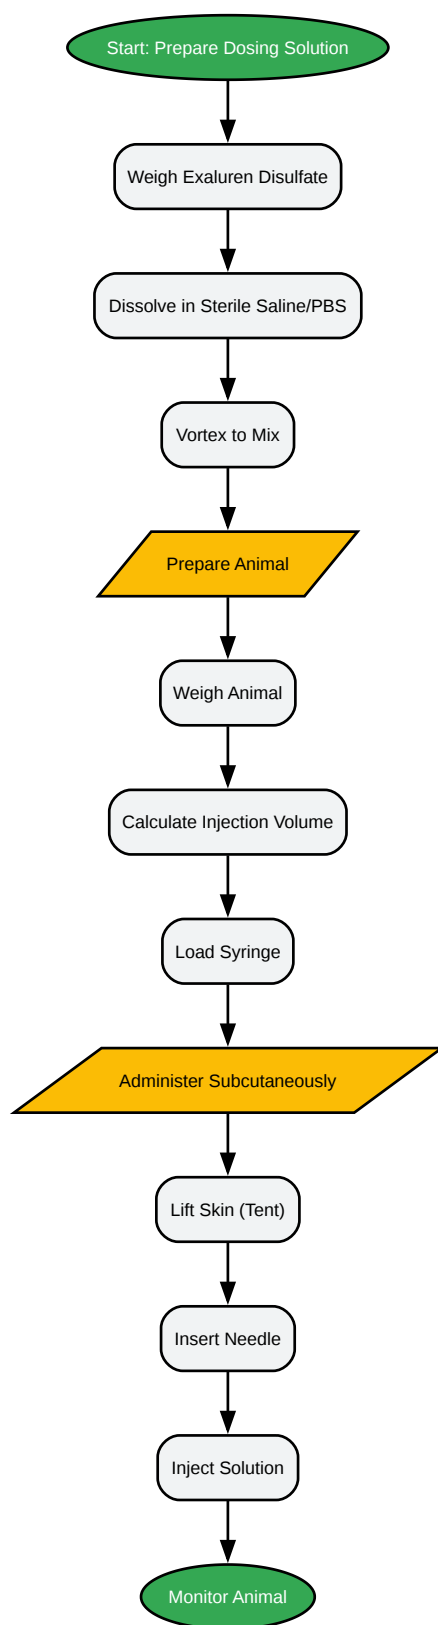 Start: Prepare Dosing Solution
Weigh Exaluren Disulfate
Dissolve in Sterile Saline/PBS
Vortex to Mix
Prepare Animal
Weigh Animal
Calculate Injection Volume
Load Syringe
Administer Subcutaneously
Lift Skin (Tent)
Insert Needle
Inject Solution
Monitor Animal